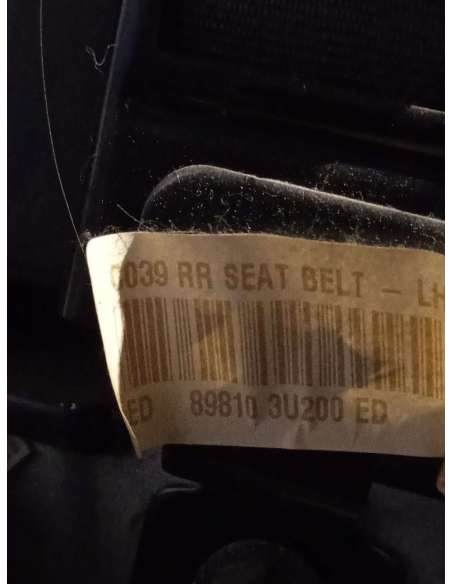 0039 RR SEAT BELT - LH
ED 89810 3U200 ED